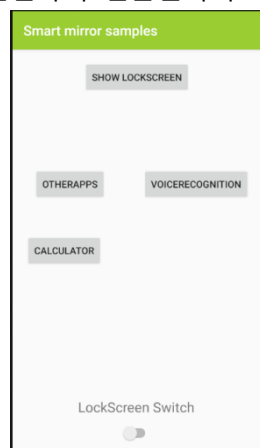 Smart mirror samples
SHOW LOCKSCREEN
OTHERAPPS
VOICERECOGNITION
CALCULATOR
LockScreen Switch